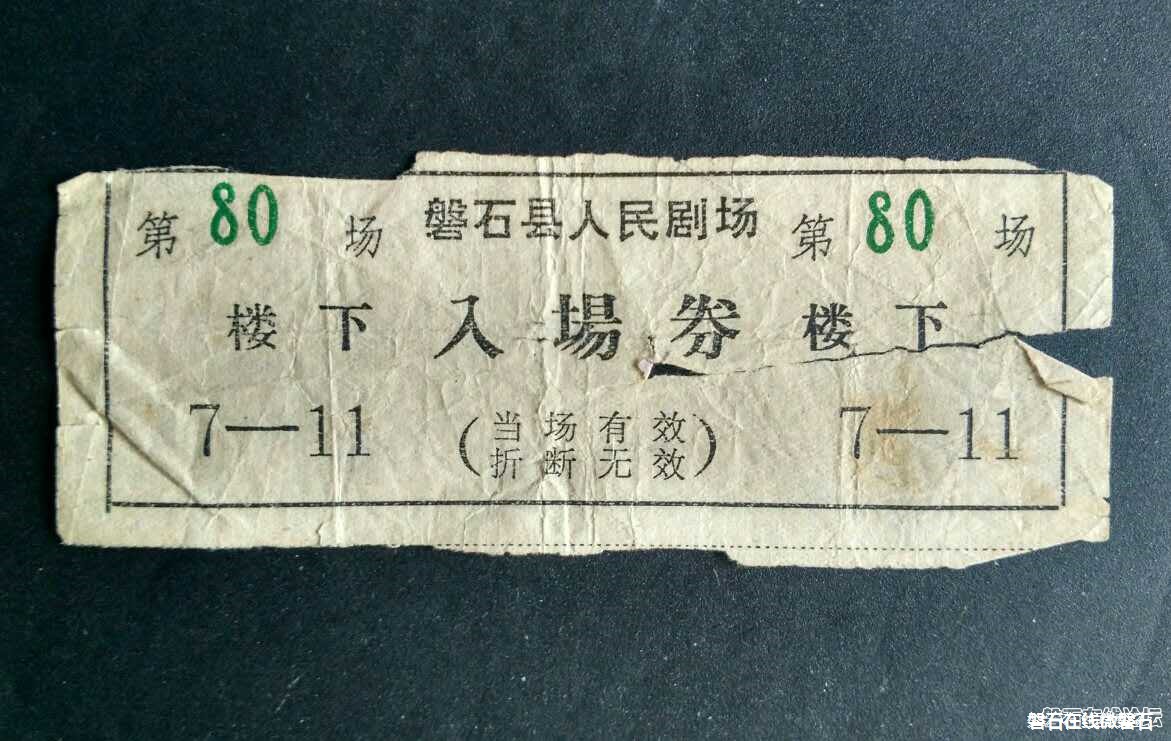 第 80 场 磐石县人民剧场 第 80 场
楼下 入場券 楼下
7—11 (当场有效 7—11
折断无效)
磐石在线微磐石